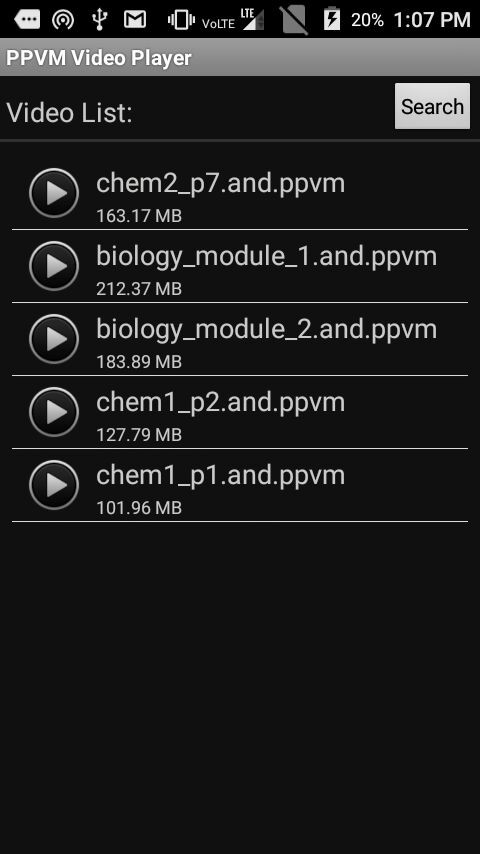 VoLTE LTE 20% 1:07 PM
PPVM Video Player
Video List:
Search
chem2_p7.and.ppvm
163.17 MB
biology_module_1.and.ppvm
212.37 MB
biology_module_2.and.ppvm
183.89 MB
chem1_p2.and.ppvm
127.79 MB
chem1_p1.and.ppvm
101.96 MB